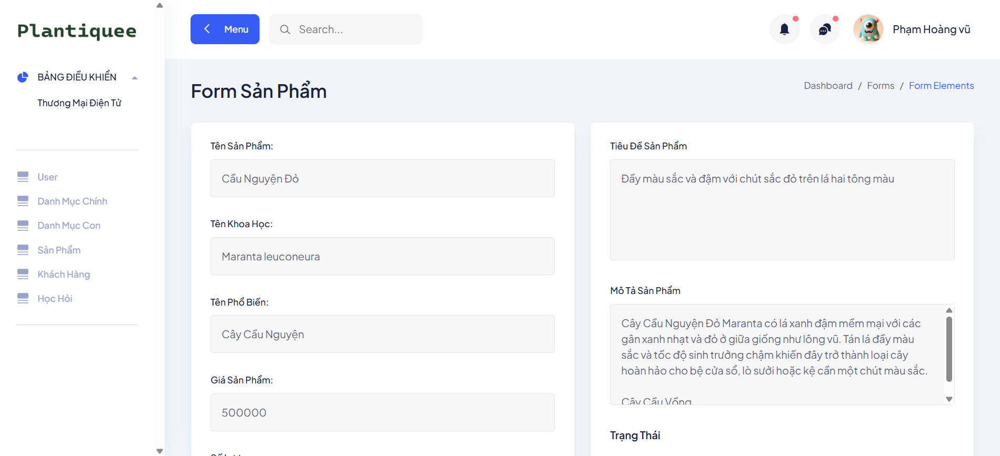 Plantiquee
BẢNG ĐIỀU KHIỂN
Thương Mại Điện Tử
User
Danh Mục Chính
Danh Mục Con
Sản Phẩm
Khách Hàng
Học Hỏi
Menu
Search...
Phạm Hoàng vũ
Form Sản Phẩm
Dashboard / Forms / Form Elements
Tên Sản Phẩm:
Cầu Nguyện Đỏ
Tên Khoa Học:
Maranta leuconeura
Tên Phổ Biến:
Cây Cầu Nguyện
Giá Sản Phẩm:
500000
Tiêu Đề Sản Phẩm
Đầy màu sắc và đậm với chút sắc đỏ trên lá hai tông màu
Mô Tả Sản Phẩm
Cây Cầu Nguyện Đỏ Maranta có lá xanh đậm mềm mại với các
gân xanh nhạt và đỏ ở giữa giống như lông vũ. Tán lá đầy màu
sắc và tốc độ sinh trưởng chậm khiến đây trở thành loại cây
hoàn hảo cho bệ cửa sổ, lò sưởi hoặc kệ cần một chút màu sắc.
Cây Cầu Vồng
Trạng Thái